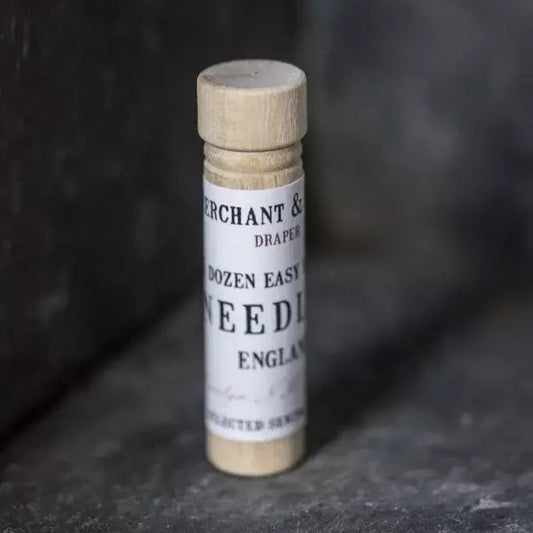 ERCHANT &
DRAPER
DOZEN EASY
NEEDL
ENGLAN